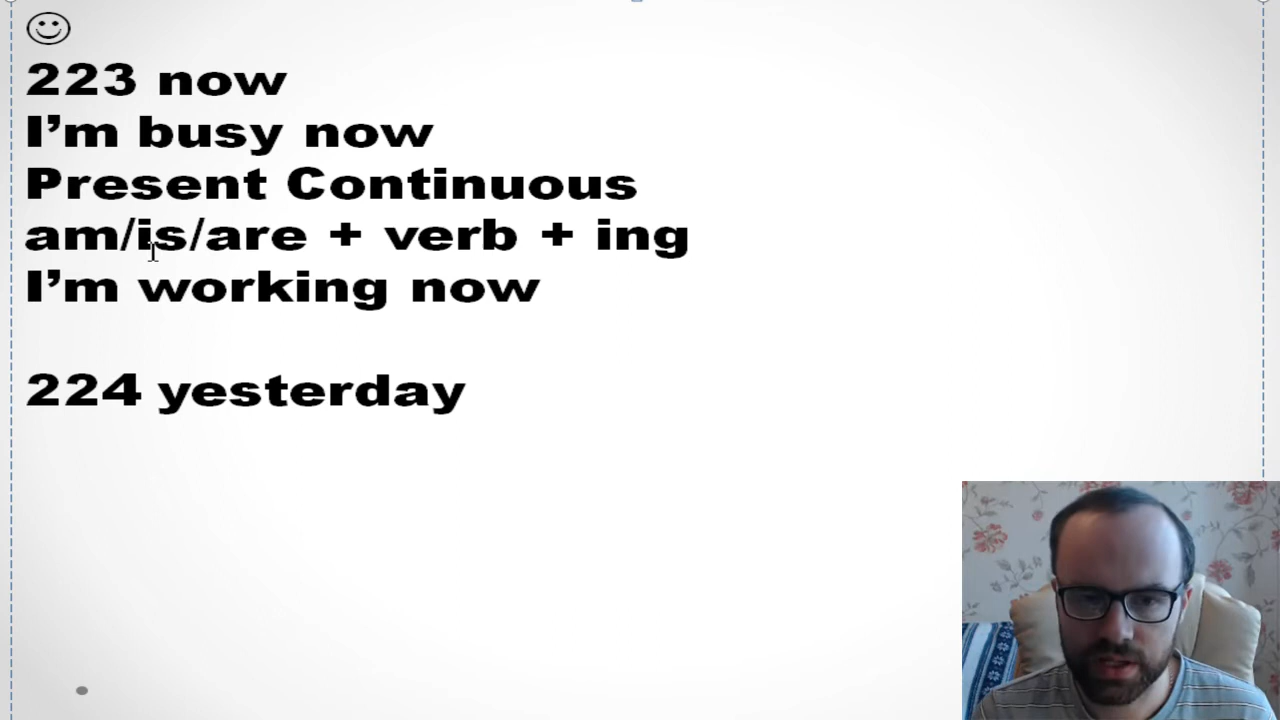 223 now
I’m busy now
Present Continuous
am/is/are + verb + ing
I’m working now
224 yesterday